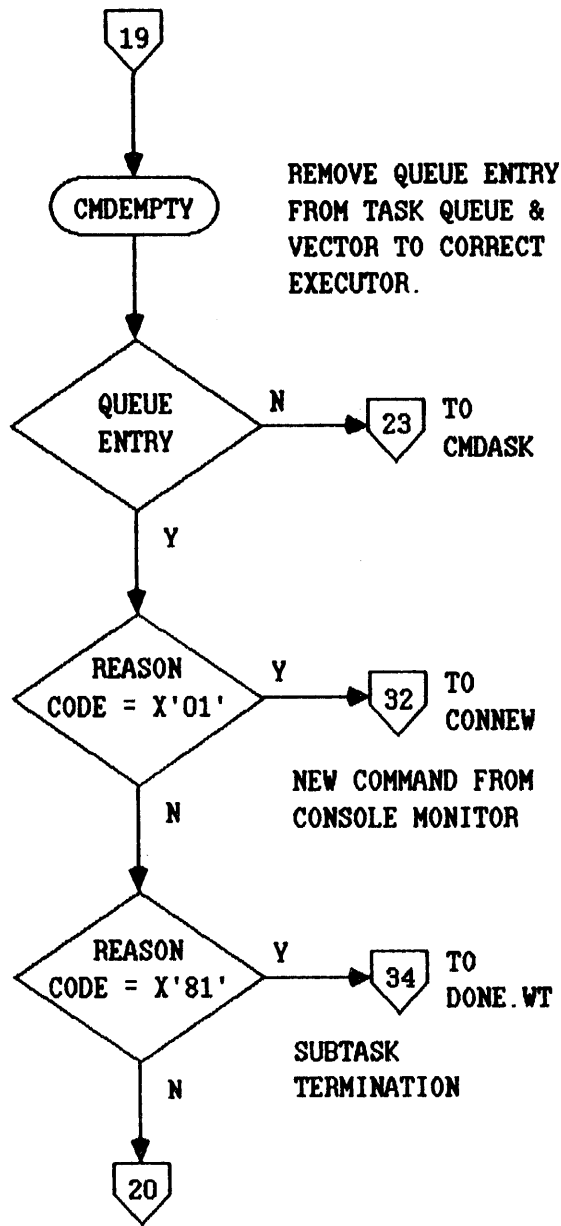 19
CMDEMPTY
REMOVE QUEUE ENTRY
FROM TASK QUEUE &
VECTOR TO CORRECT
EXECUTOR.
QUEUE
ENTRY
N
23
TO
CMDASK
Y
REASON
CODE = X'01'
Y
32
TO
CONNEW
NEW COMMAND FROM
CONSOLE MONITOR
N
REASON
CODE = X'81'
Y
34
TO
DONE.WT
SUBTASK
TERMINATION
N
20